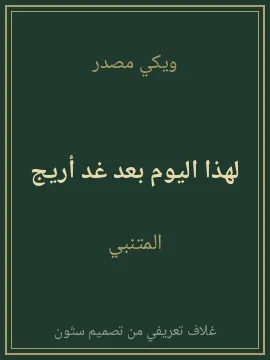 ويكي مصدر
لهذا اليوم بعد غد أريج
المتنبي
غلاف تعريفي من تصميم سثون